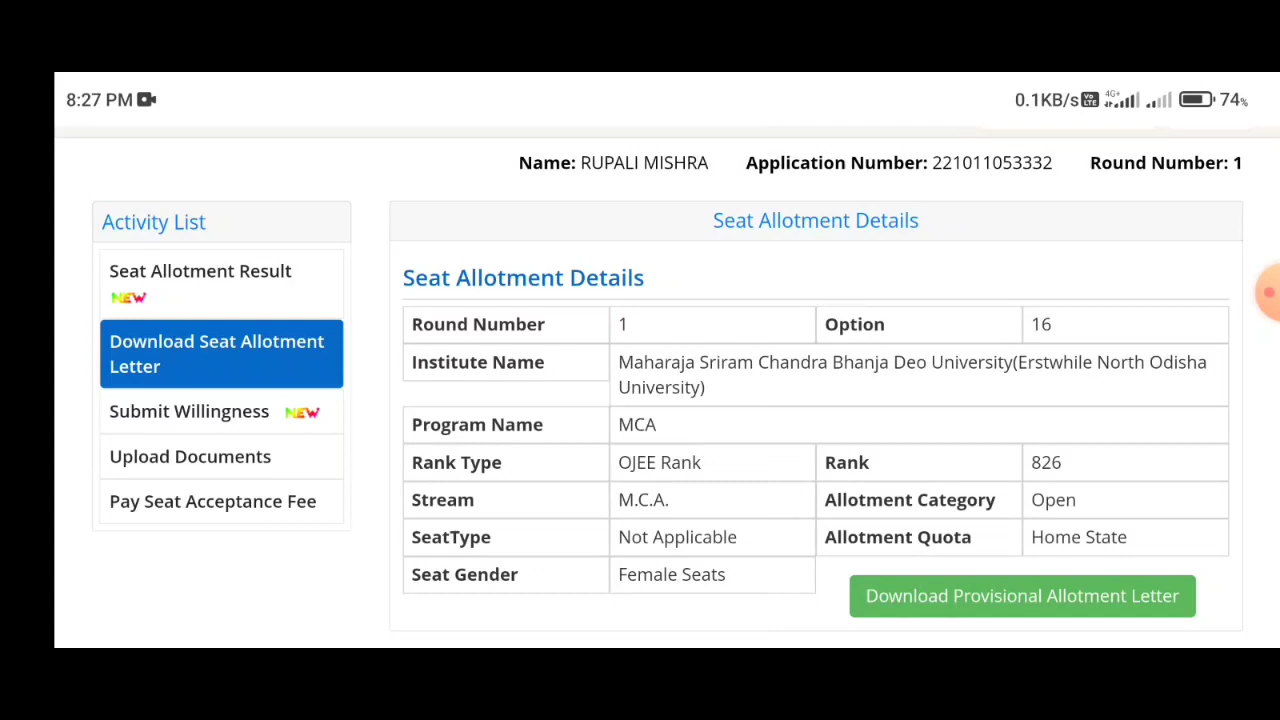 8:27 PM
0.1KB/s Vo LTE 4G+ 74%
Name: RUPALI MISHRA Application Number: 221011053332 Round Number: 1
Activity List
Seat Allotment Result
NEW
Download Seat Allotment
Letter
Submit Willingness NEW
Upload Documents
Pay Seat Acceptance Fee
Seat Allotment Details
Seat Allotment Details
Round Number 1 Option 16
Institute Name Maharaja Sriram Chandra Bhanja Deo University(Erstwhile North Odisha
University)
Program Name MCA
Rank Type OJEE Rank Rank 826
Stream M.C.A. Allotment Category Open
SeatType Not Applicable Allotment Quota Home State
Seat Gender Female Seats
Download Provisional Allotment Letter